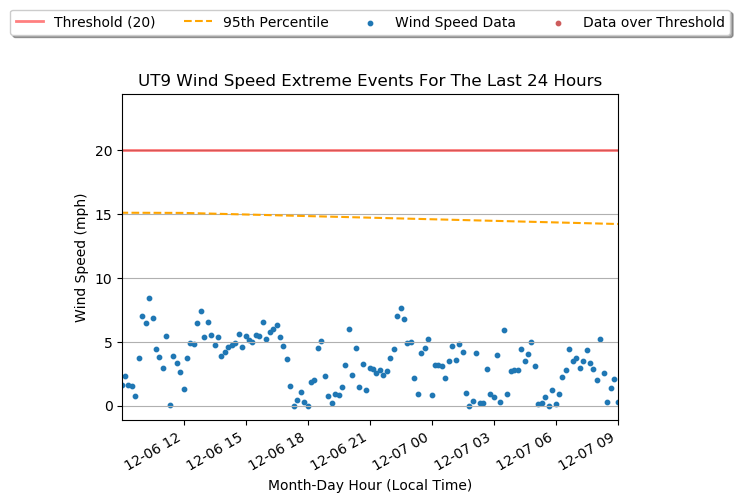 Threshold (20) 95th Percentile Wind Speed Data Data over Threshold
UT9 Wind Speed Extreme Events For The Last 24 Hours
Wind Speed (mph)
20
15
10
5
0
12-06 12 12-06 15 12-06 18 12-06 21 12-07 00 12-07 03 12-07 06 12-07 09
Month-Day Hour (Local Time)